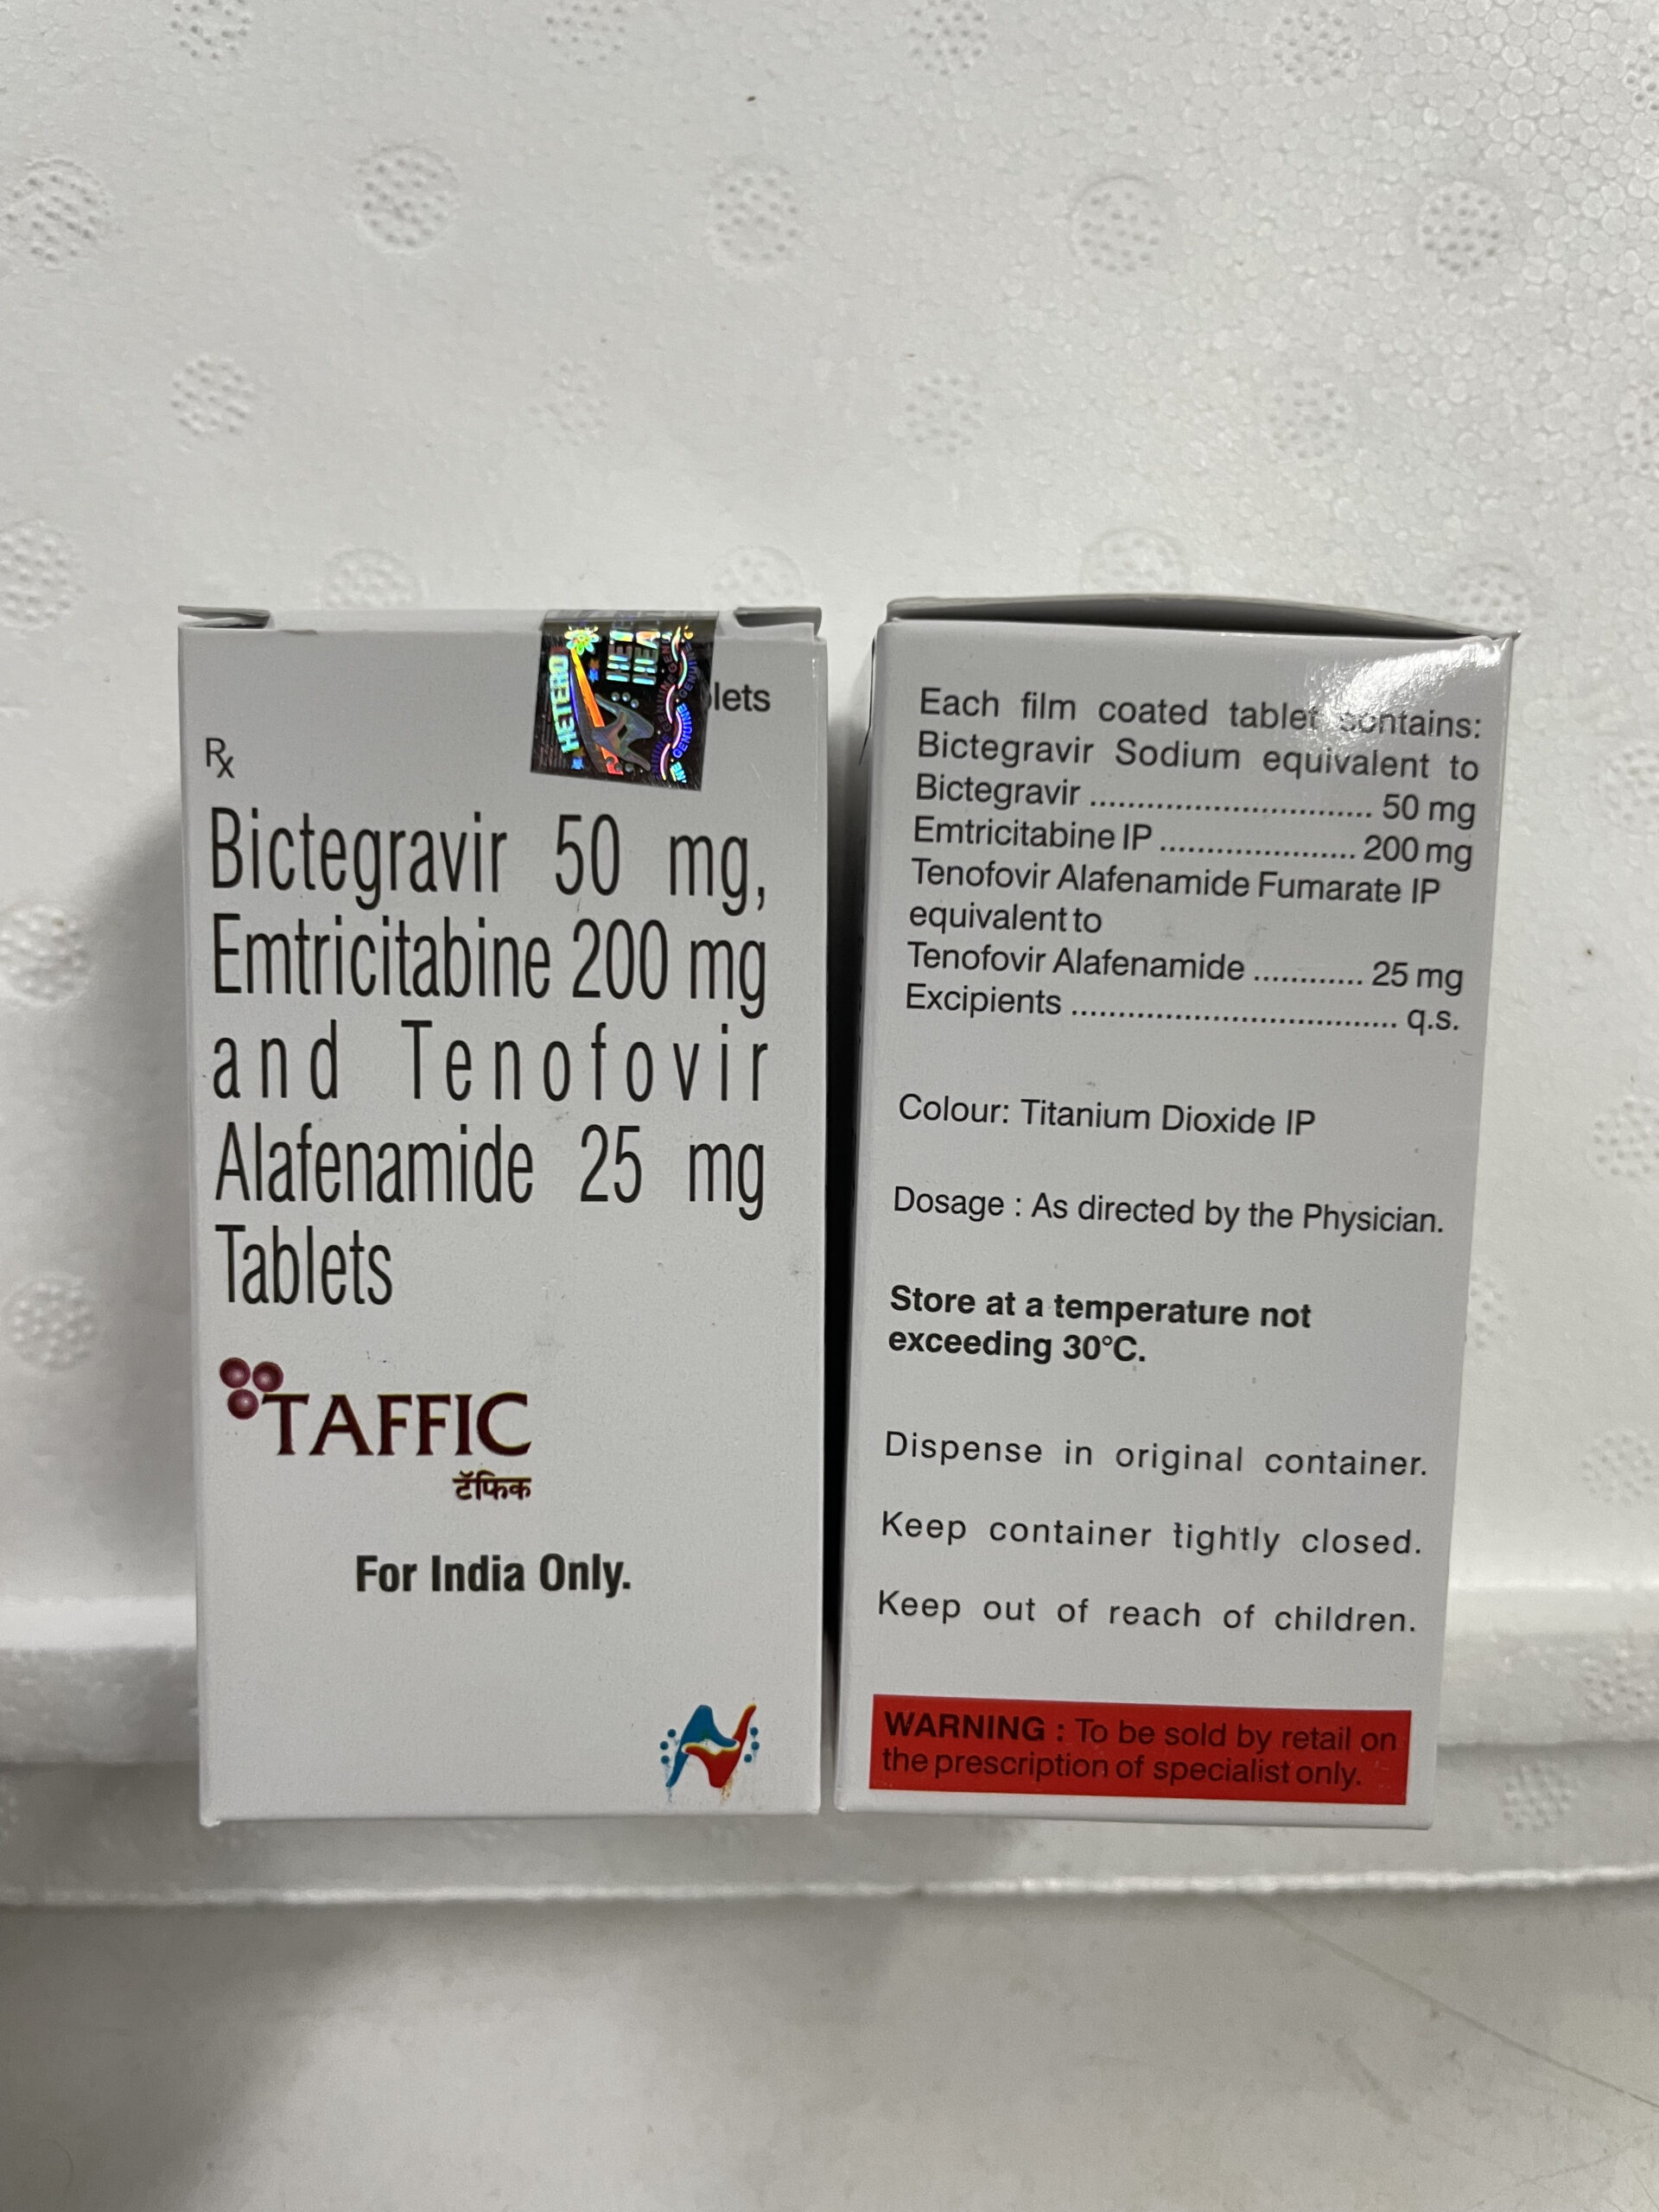 lets
HETERO
GENUINE
Rx
Bictegravir 50 mg,
Emtricitabine 200 mg
and Tenofovir
Alafenamide 25 mg
Tablets
TAFFIC
टॅफिक
For India Only.
Each film coated tablet contains:
Bictegravir Sodium equivalent to
Bictegravir .............................. 50 mg
Emtricitabine IP ..................... 200 mg
Tenofovir Alafenamide Fumarate IP
equivalent to
Tenofovir Alafenamide ............ 25 mg
Excipients ................................... q.s.
Colour: Titanium Dioxide IP
Dosage : As directed by the Physician.
Store at a temperature not
exceeding 30°C.
Dispense in original container.
Keep container tightly closed.
Keep out of reach of children.
WARNING : To be sold by retail on
the prescription of specialist only.